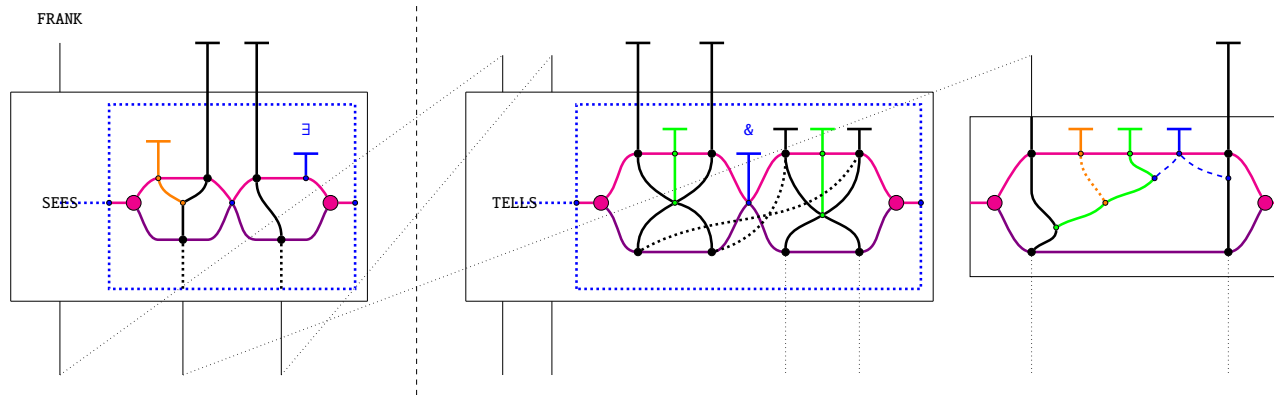 FRANK
∃
&
SEES
TELLS